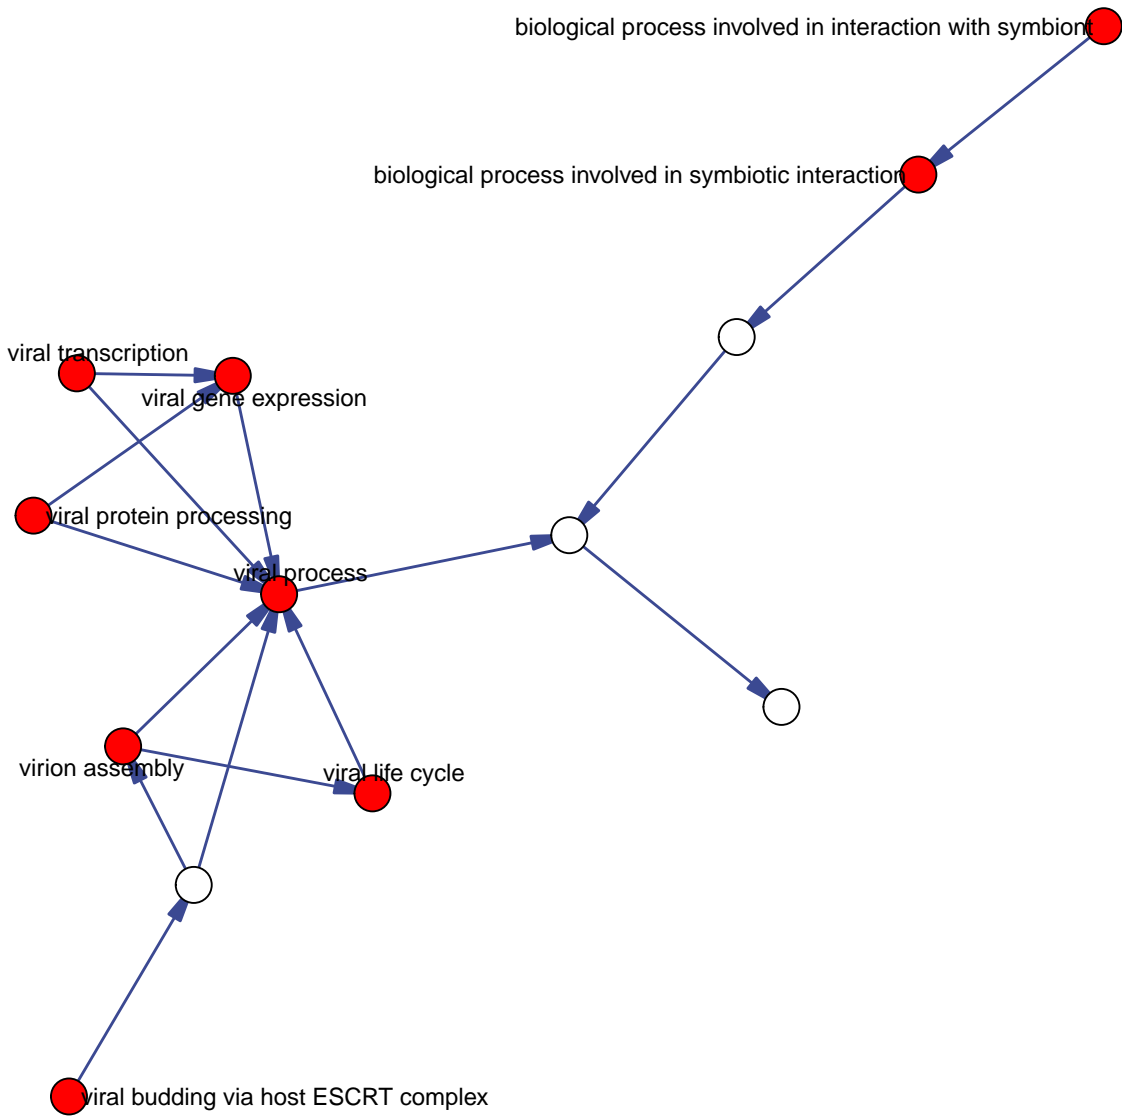 biological process involved in interaction with symbiont
biological process involved in symbiotic interaction
viral transcription
viral gene expression
viral protein processing
viral process
virion assembly
viral life cycle
viral budding via host ESCRT complex